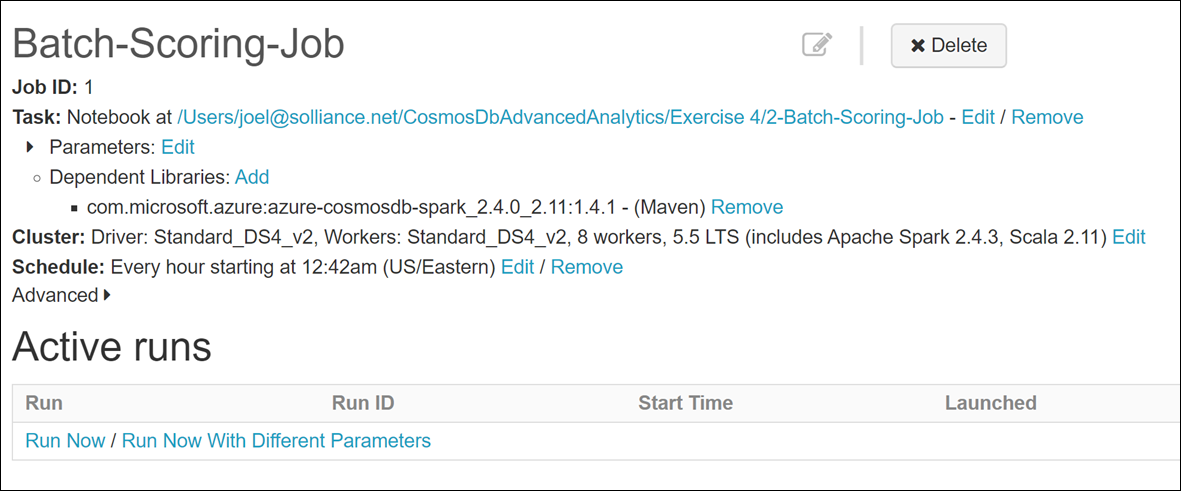 Batch-Scoring-Job
Delete
Job ID: 1
Task: Notebook at /Users/joel@solliance.net/CosmosDbAdvancedAnalytics/Exercise 4/2-Batch-Scoring-Job - Edit / Remove
Parameters: Edit
Dependent Libraries: Add
com.microsoft.azure:azure-cosmosdb-spark_2.4.0_2.11:1.4.1 - (Maven) Remove
Cluster: Driver: Standard_DS4_v2, Workers: Standard_DS4_v2, 8 workers, 5.5 LTS (includes Apache Spark 2.4.3, Scala 2.11) Edit
Schedule: Every hour starting at 12:42am (US/Eastern) Edit / Remove
Advanced
Active runs
Run Run ID Start Time Launched
Run Now / Run Now With Different Parameters